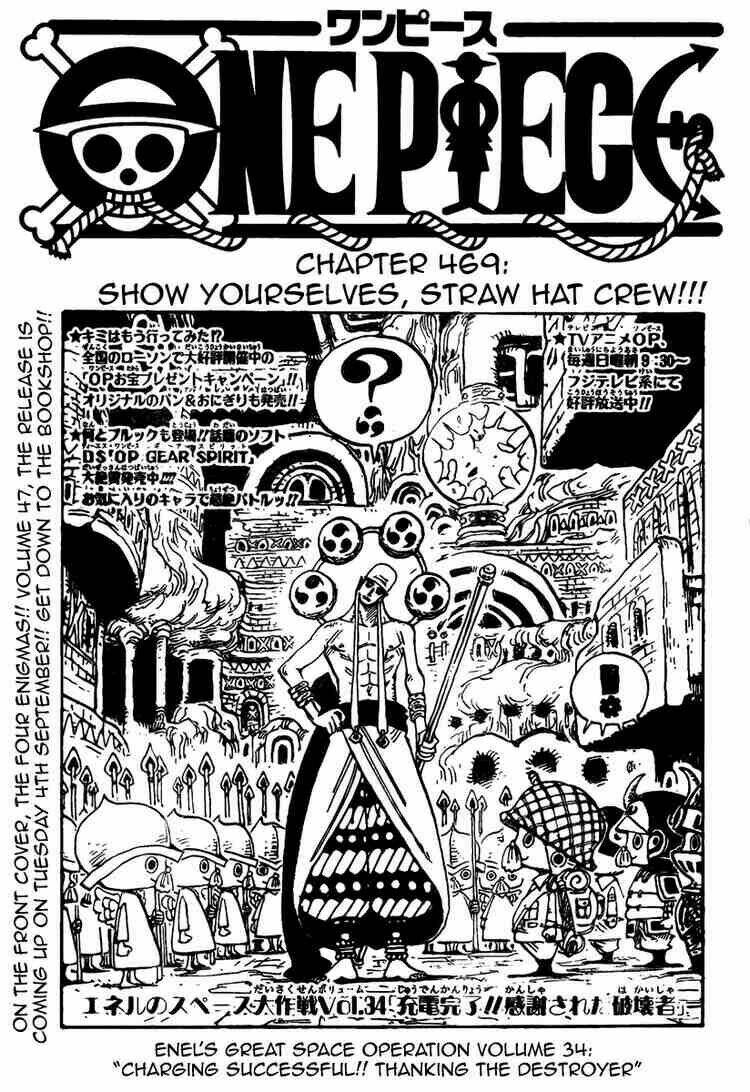 ワンピース
ONE PIECE
CHAPTER 469:
SHOW YOURSELVES, STRAW HAT CREW!!!
ON THE FRONT COVER, THE FOUR ENIGMAS!! VOLUME 47, THE RELEASE IS
COMING UP ON TUESDAY 4TH SEPTEMBER!! GET DOWN TO THE BOOKSHOP!!
★キミはもう行ってみた!?
全国のローソンで大好評開催中の
「OPお宝プレゼントキャンペーン」!!
オリジナルのパン&おにぎりも発売!!
★何とブルックも登場!!話題のソフト
DS「OP GEAR SPIRIT」
大絶賛発売中!!!!
お気に入りのキャラで超絶バトルッ!!
★TVアニメOP、
毎週日曜朝9:30〜
フジテレビ系にて
好評放送中!!
?
!
エネルのスペース大作戦Vol.34「充電完了!!感謝された破壊者」
ENEL'S GREAT SPACE OPERATION VOLUME 34:
"CHARGING SUCCESSFUL!! THANKING THE DESTROYER"